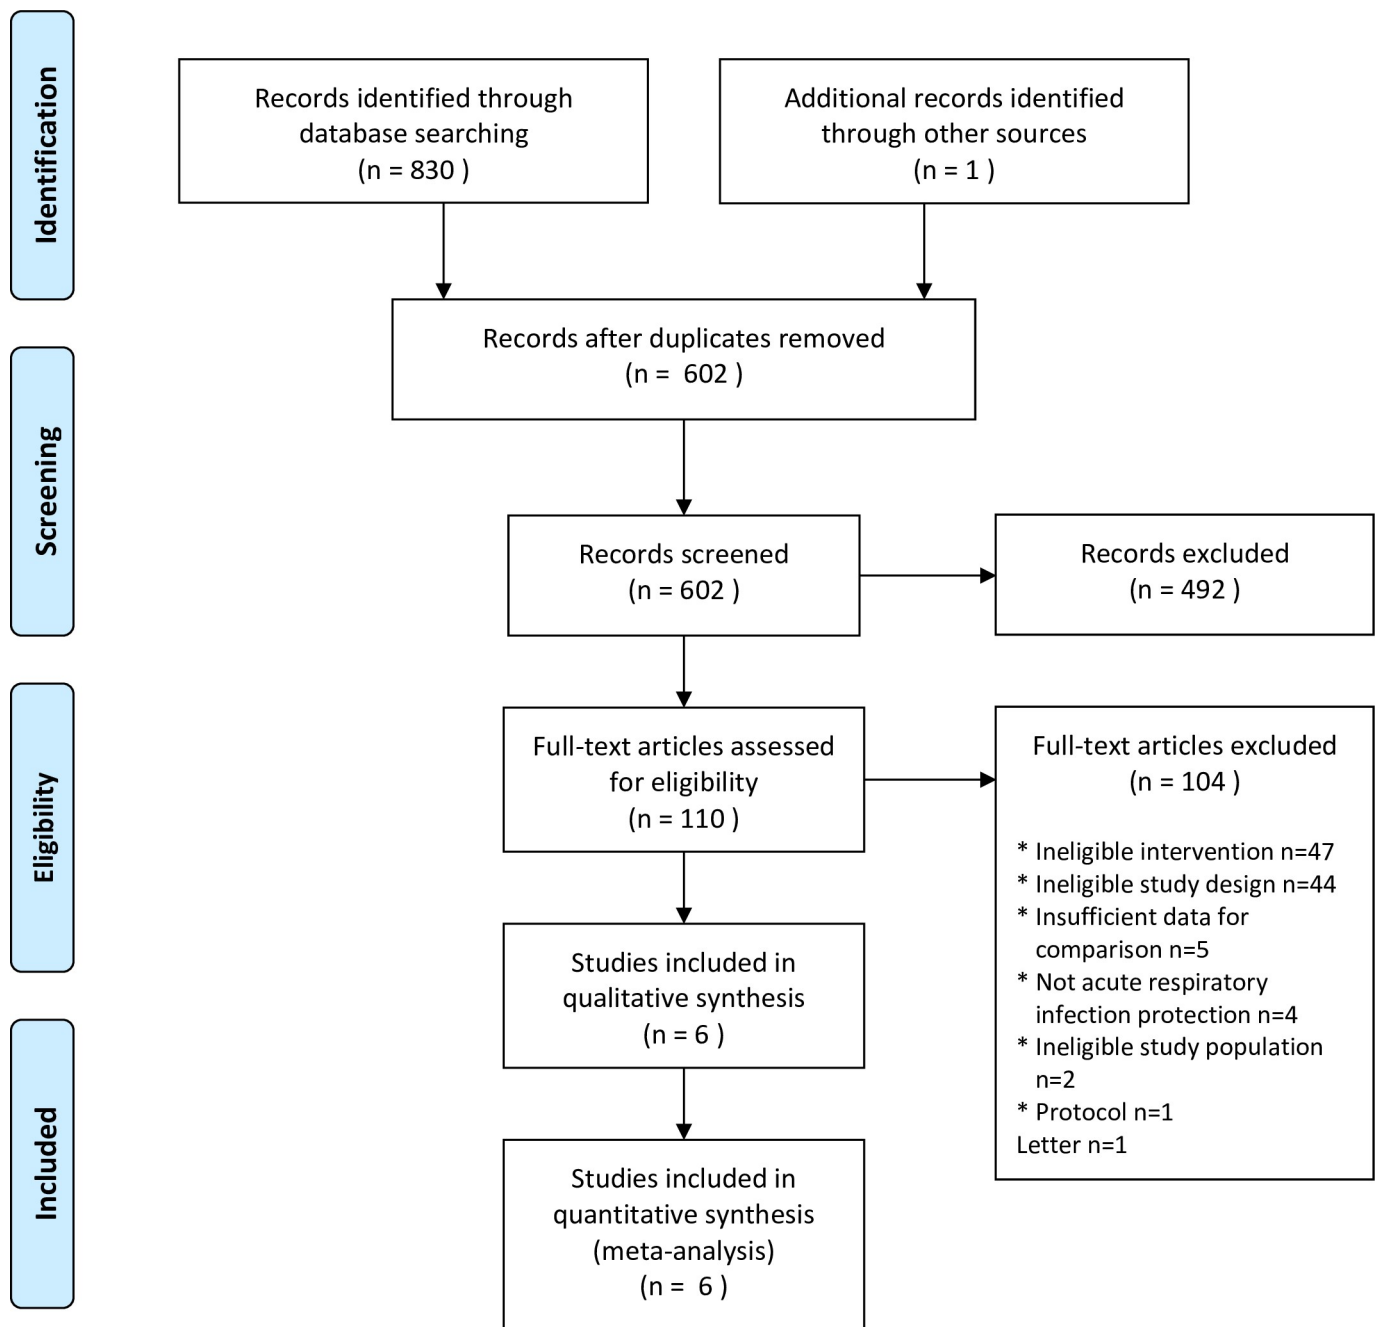 Identification
Records identified through
database searching
(n = 830 )
Additional records identified
through other sources
(n = 1 )
Records after duplicates removed
(n =  602 )
Screening
Records screened
(n = 602 )
Records excluded
(n = 492 )
Eligibility
Full-text articles assessed
for eligibility
(n = 110 )
Full-text articles excluded
(n = 104 )
* Ineligible intervention n=47
* Ineligible study design n=44
* Insufficient data for
comparison n=5
* Not acute respiratory
infection protection n=4
* Ineligible study population
n=2
* Protocol n=1
Letter n=1
Studies included in
qualitative synthesis
(n = 6 )
Included
Studies included in
quantitative synthesis
(meta-analysis)
(n =  6 )